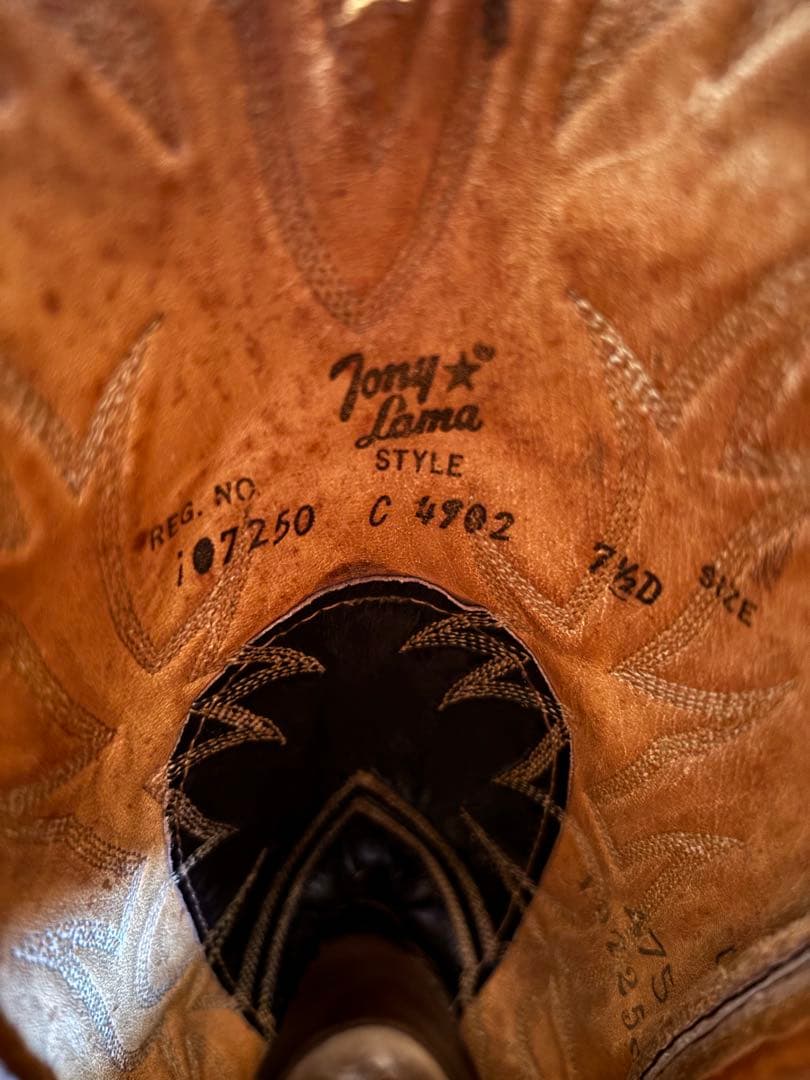 Tony
Lama
STYLE
REG. NO.
107250 C 4902 7½D SIZE